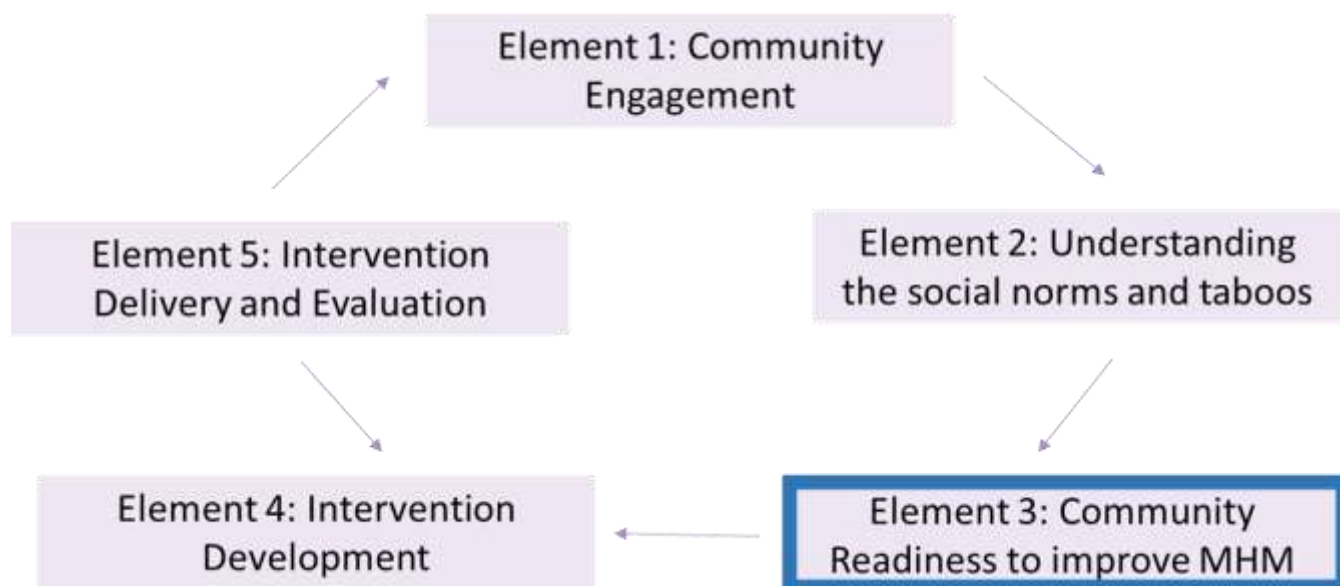 Element 1: Community
Engagement
Element 2: Understanding
the social norms and taboos
Element 3: Community
Readiness to improve MHM
Element 4: Intervention
Development
Element 5: Intervention
Delivery and Evaluation